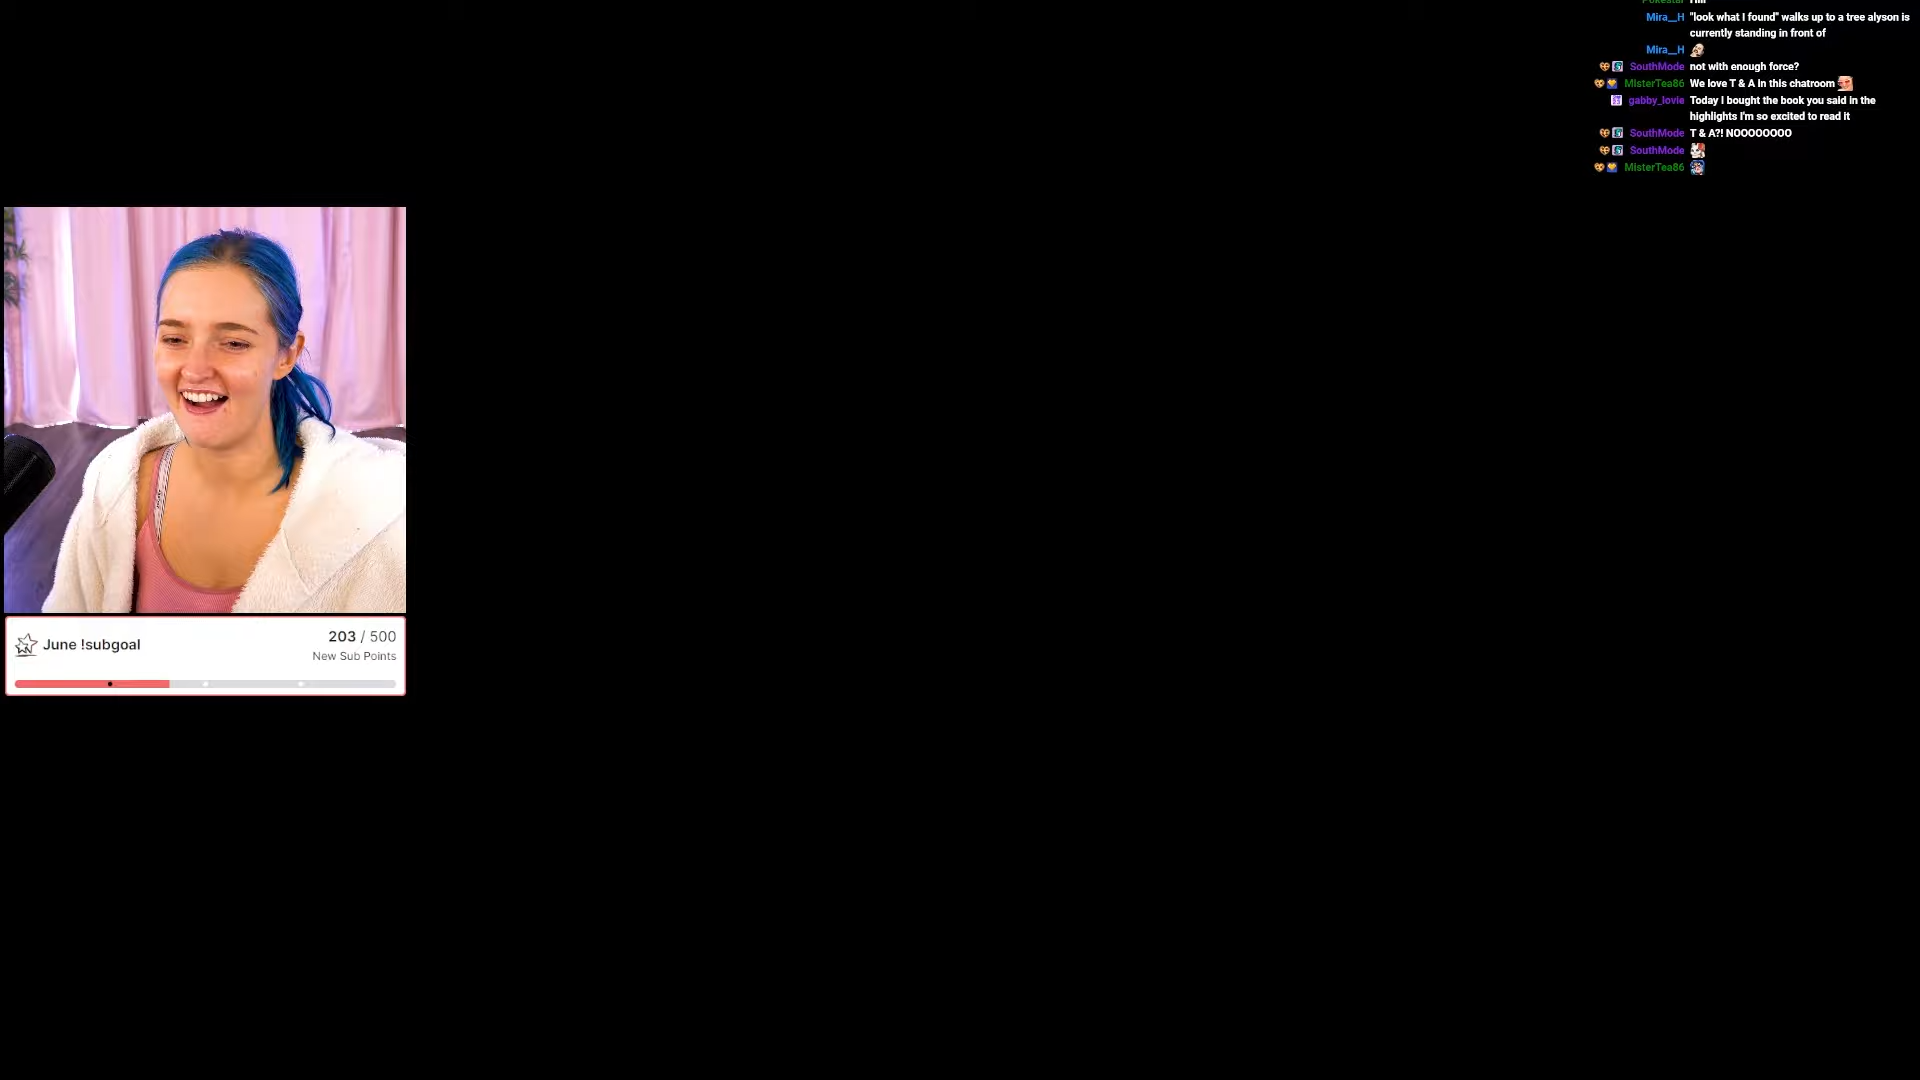 Mira__H "look what I found" walks up to a tree alyson is
currently standing in front of
Mira__H
SouthMode not with enough force?
MisterTea86 We love T & A in this chatroom
gabby_lovie Today I bought the book you said in the
highlights I'm so excited to read it
SouthMode T & A?! NOOOOOOOO
SouthMode
MisterTea86
June !subgoal
203 / 500
New Sub Points